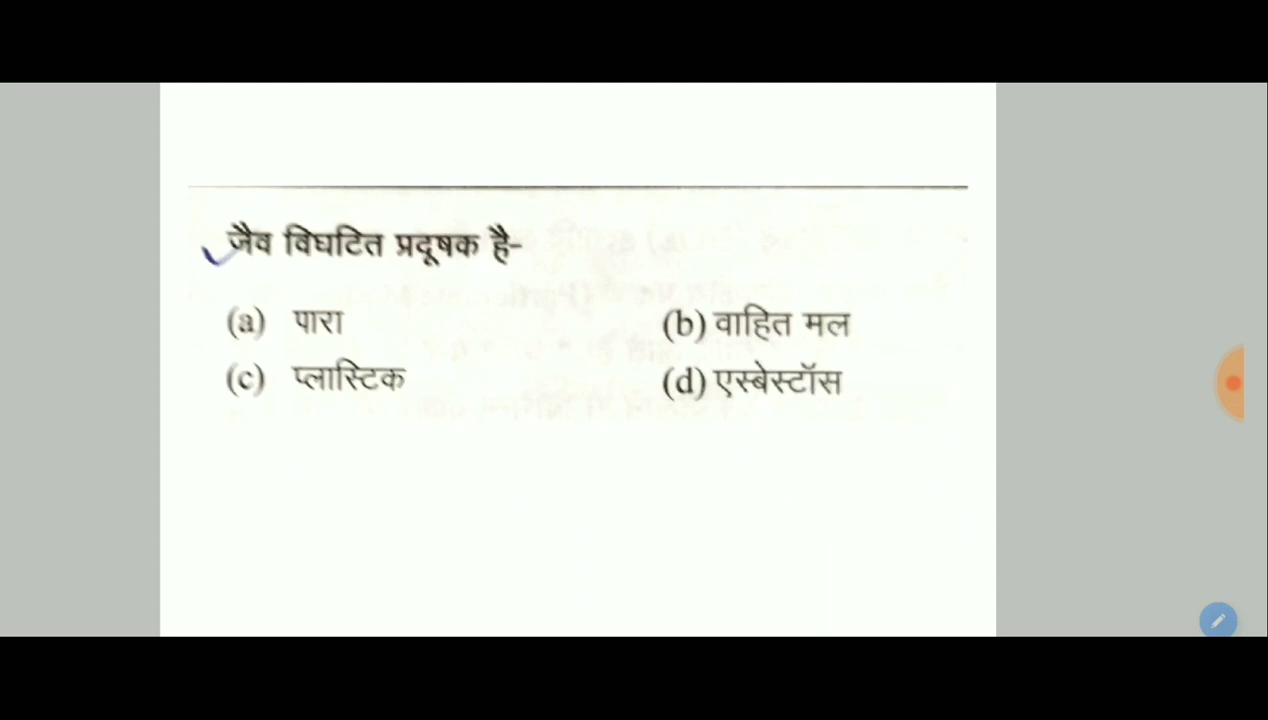 जैव विघटित प्रदूषक है-
(a) पारा (b) वाहित मल
(c) प्लास्टिक (d) एस्बेस्टॉस